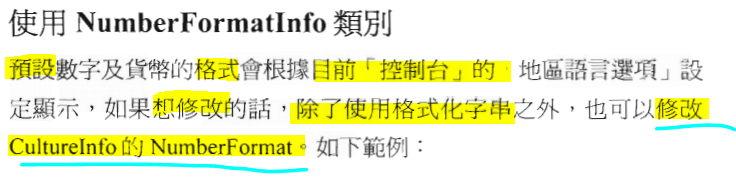 使用 NumberFormatInfo 類別
預設數字及貨幣的格式會根據目前「控制台」的 地區語言選項」設
定顯示，如果想修改的話，除了使用格式化字串之外，也可以修改
CultureInfo 的 NumberFormat。如下範例：